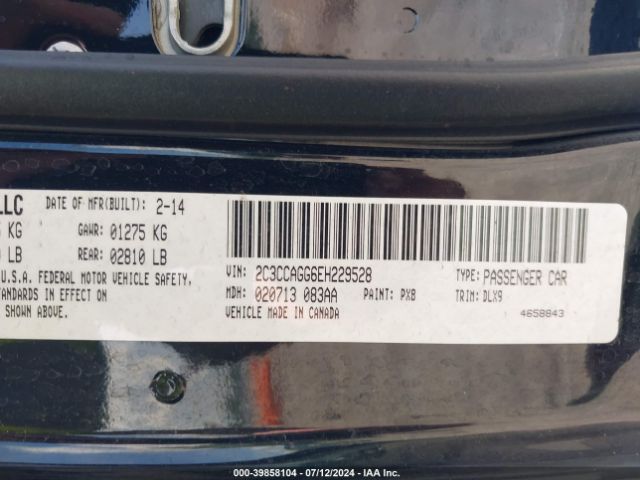 LLC DATE OF MFR(BUILT): 2-14
KG GAWR: 01275 KG
LB REAR: 02810 LB
U.S.A. FEDERAL MOTOR VEHICLE SAFETY,
STANDARDS IN EFFECT ON
SHOWN ABOVE.
VIN: 2C3CCAGG6EH229528 TYPE: PASSENGER CAR
MDH: 020713 083AA PAINT: PX8 TRIM: DLX9
VEHICLE MADE IN CANADA 4658843
000-39858104 - 07/12/2024 - IAA Inc.